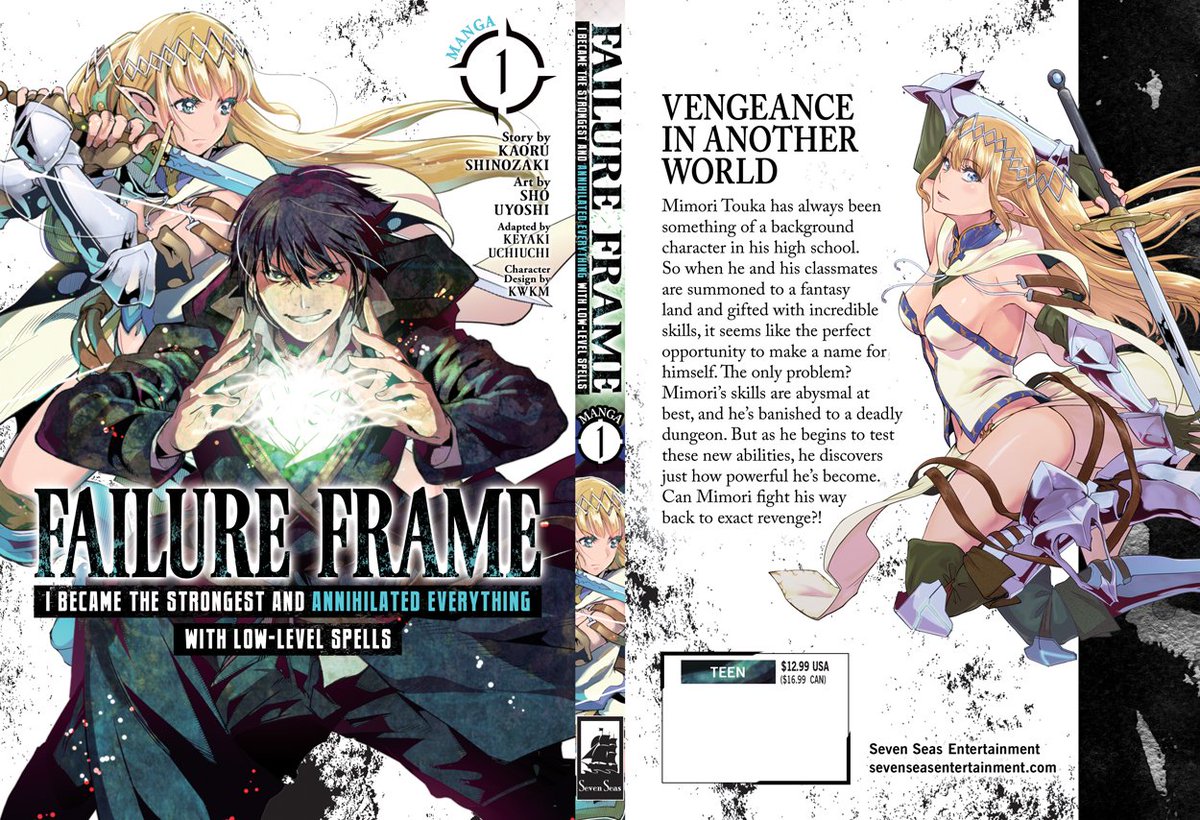 MANGA
1
Story by
KAORU
SHINOZAKI
Art by
SHO
UYOSHI
Adapted by
KEYAKI
UCHIUCHI
Character
Design by
KWKM
FAILURE FRAME
I BECAME THE STRONGEST AND ANNIHILATED EVERYTHING
WITH LOW-LEVEL SPELLS
FAILURE FRAME
I BECAME THE STRONGEST AND ANNIHILATED EVERYTHING WITH LOW-LEVEL SPELLS
MANGA
1
Seven Seas
VENGEANCE
IN ANOTHER
WORLD
Mimori Touka has always been
something of a background
character in his high school.
So when he and his classmates
are summoned to a fantasy
land and gifted with incredible
skills, it seems like the perfect
opportunity to make a name for
himself. The only problem?
Mimori’s skills are abysmal at
best, and he’s banished to a deadly
dungeon. But as he begins to test
these new abilities, he discovers
just how powerful he’s become.
Can Mimori fight his way
back to exact revenge?!
TEEN
$12.99 USA
($16.99 CAN)
Seven Seas Entertainment
sevenseasentertainment.com